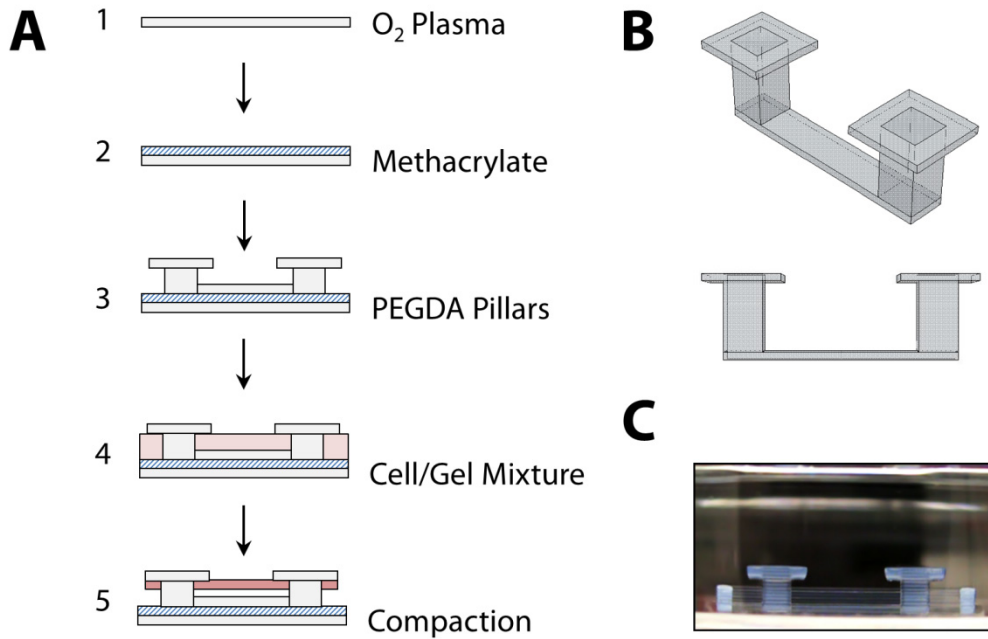 A
1
O₂ Plasma
2
Methacrylate
3
PEGDA Pillars
4
Cell/Gel Mixture
5
Compaction
B
C